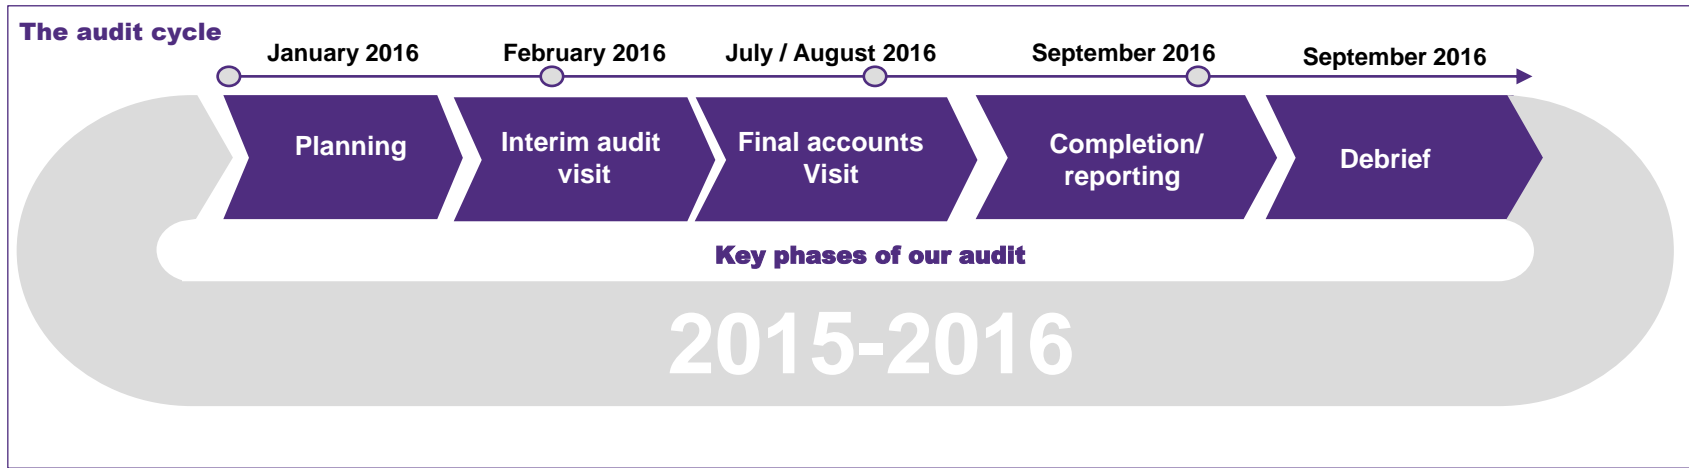 The audit cycle
January 2016
February 2016
July / August 2016
September 2016
September 2016
Planning
Interim audit
visit
Final accounts
Visit
Completion/
reporting
Debrief
Key phases of our audit
2015-2016